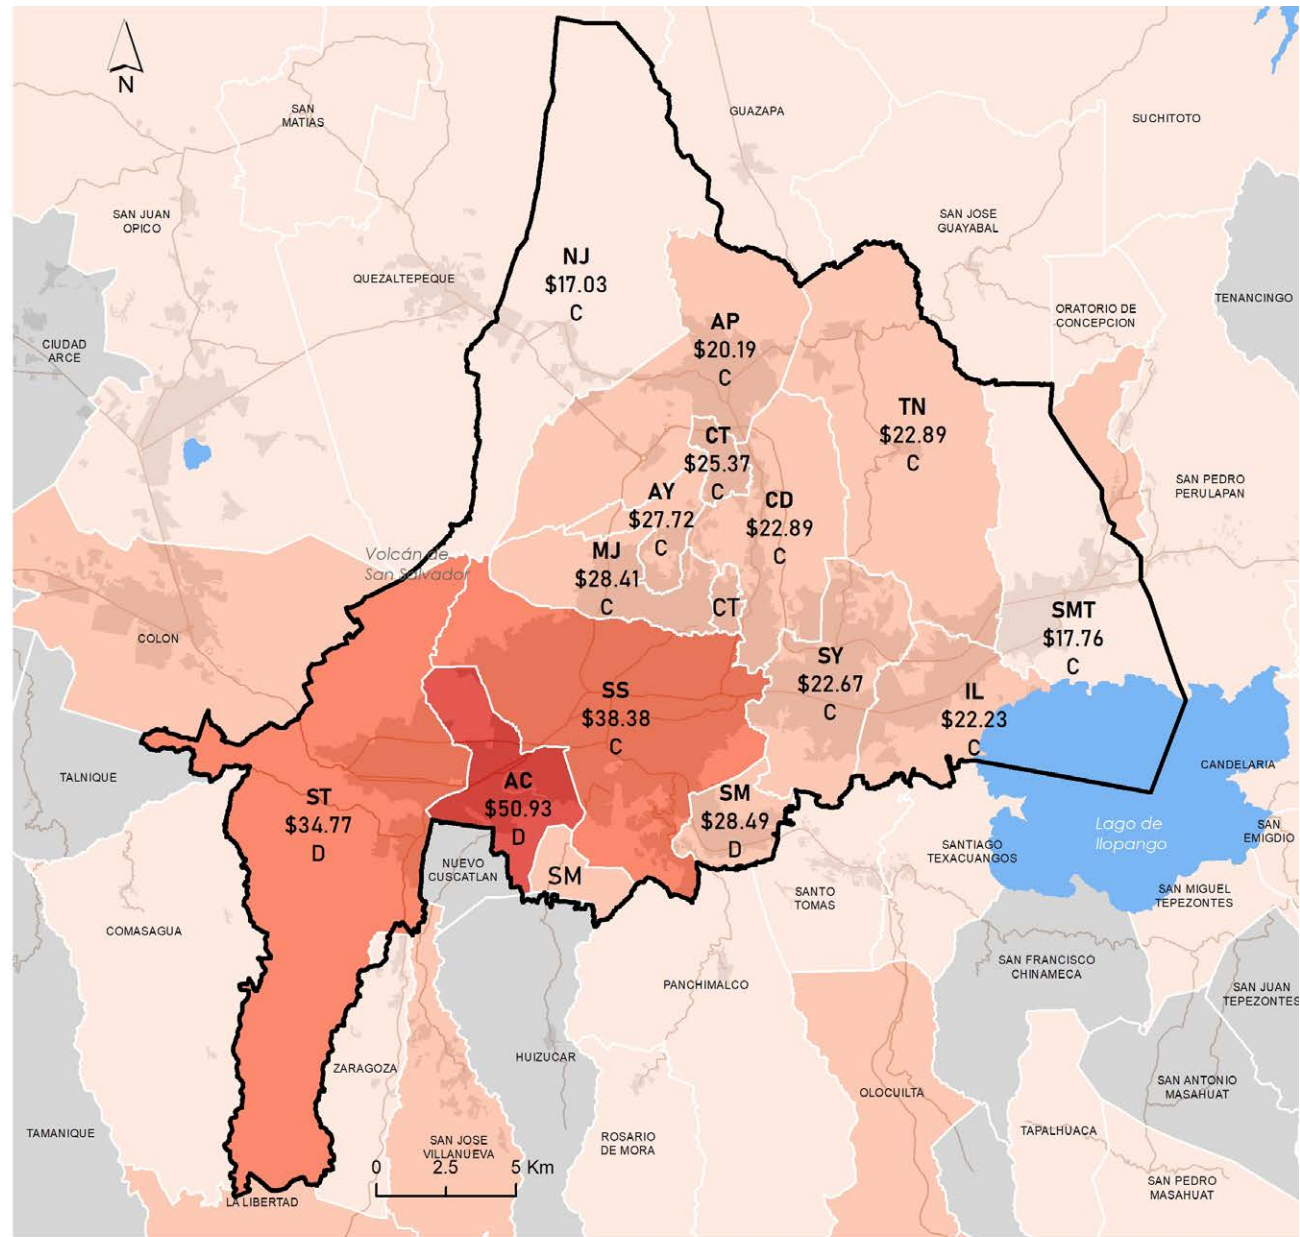 N
SAN
MATIAS
GUAZAPA
SUCHITOTO
SAN JUAN
OPICO
SAN JOSE
GUAYABAL
QUEZALTEPEQUE
NJ
$17.03
C
TENANCINGO
ORATORIO DE
CONCEPCION
CIUDAD
ARCE
AP
$20.19
C
TN
$22.89
C
CT
$25.37
C
SAN PEDRO
PERULAPAN
AY
$27.72
C
CD
$22.89
C
MJ
$28.41
C
Volcán de
San Salvador
CT
SMT
$17.76
C
COLON
SY
$22.67
C
SS
$38.38
C
IL
$22.23
C
TALNIQUE
CANDELARIA
AC
$50.93
D
ST
$34.77
D
SM
$28.49
D
Lago de
Ilopango
SAN
EMIGDIO
SANTIAGO
TEXACUANGOS
NUEVO
CUSCATLAN
SM
SANTO
TOMAS
SAN MIGUEL
TEPEZONTES
COMASAGUA
SAN FRANCISCO
CHINAMECA
PANCHIMALCO
SAN JUAN
TEPEZONTES
HUIZUCAR
ZARAGOZA
OLOCUILTA
SAN ANTONIO
MASAHUAT
TAMANIQUE
SAN JOSE
VILLANUEVA
ROSARIO
DE MORA
TAPALHUACA
0 2.5 5 Km
SAN PEDRO
MASAHUAT
LA LIBERTAD